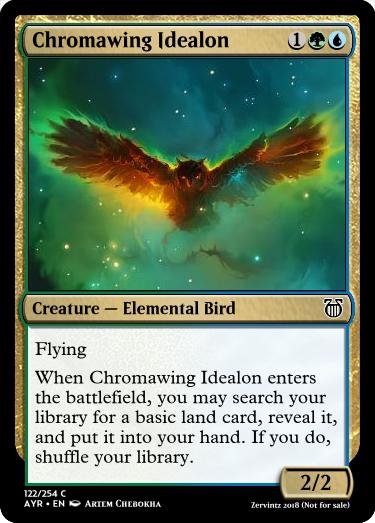 Chromawing Idealon 1
Creature — Elemental Bird
Flying
When Chromawing Idealon enters
the battlefield, you may search your
library for a basic land card, reveal it,
and put it into your hand. If you do,
shuffle your library.
2/2
122/254 C
AYR • EN Artem Chebokha
Zervintz 2018 (Not for sale)